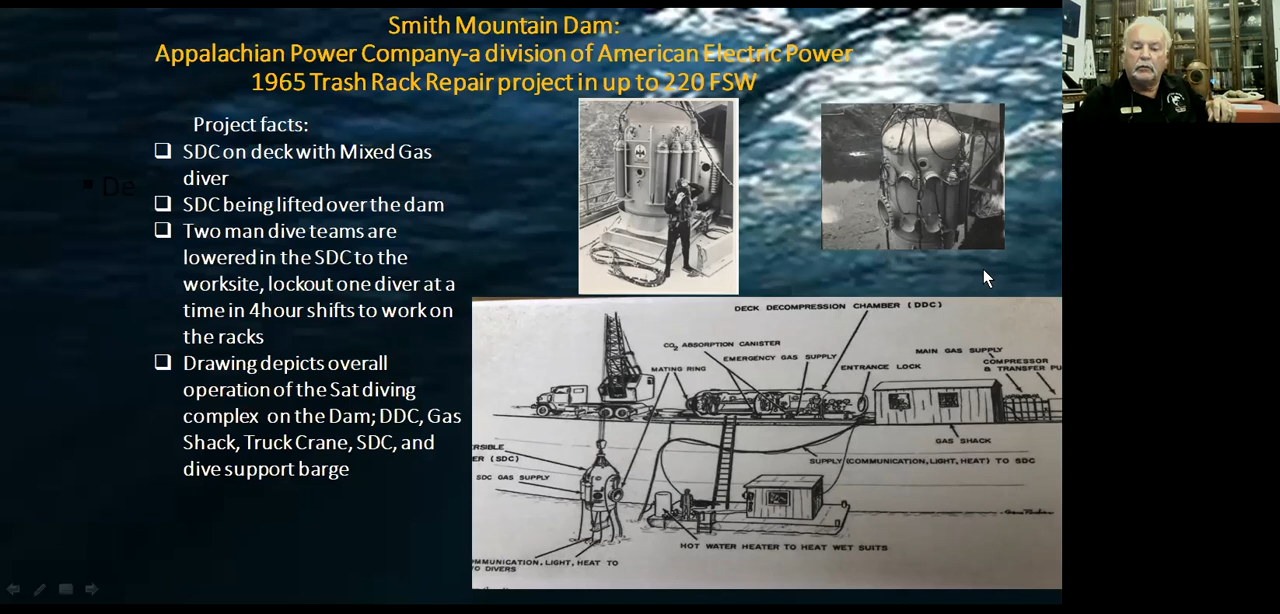 Smith Mountain Dam:
Appalachian Power Company-a division of American Electric Power
1965 Trash Rack Repair project in up to 220 FSW
Project facts:
SDC on deck with Mixed Gas
diver
SDC being lifted over the dam
Two man dive teams are
lowered in the SDC to the
worksite, lockout one diver at a
time in 4hour shifts to work on
the racks
Drawing depicts overall
operation of the Sat diving
complex on the Dam; DDC, Gas
Shack, Truck Crane, SDC, and
dive support barge
De
DECK DECOMPRESSION CHAMBER (DDC)
CO2 ABSORPTION CANISTER
EMERGENCY GAS SUPPLY
MAIN GAS SUPPLY
MATING RING
ENTRANCE LOCK
COMPRESSOR
& TRANSFER PU
GAS SHACK
ERSIBLE
ER (SDC)
SUPPLY (COMMUNICATION, LIGHT, HEAT) TO SDC
SDC GAS SUPPLY
HOT WATER HEATER TO HEAT WET SUITS
MMUNICATION, LIGHT, HEAT TO
O DIVERS